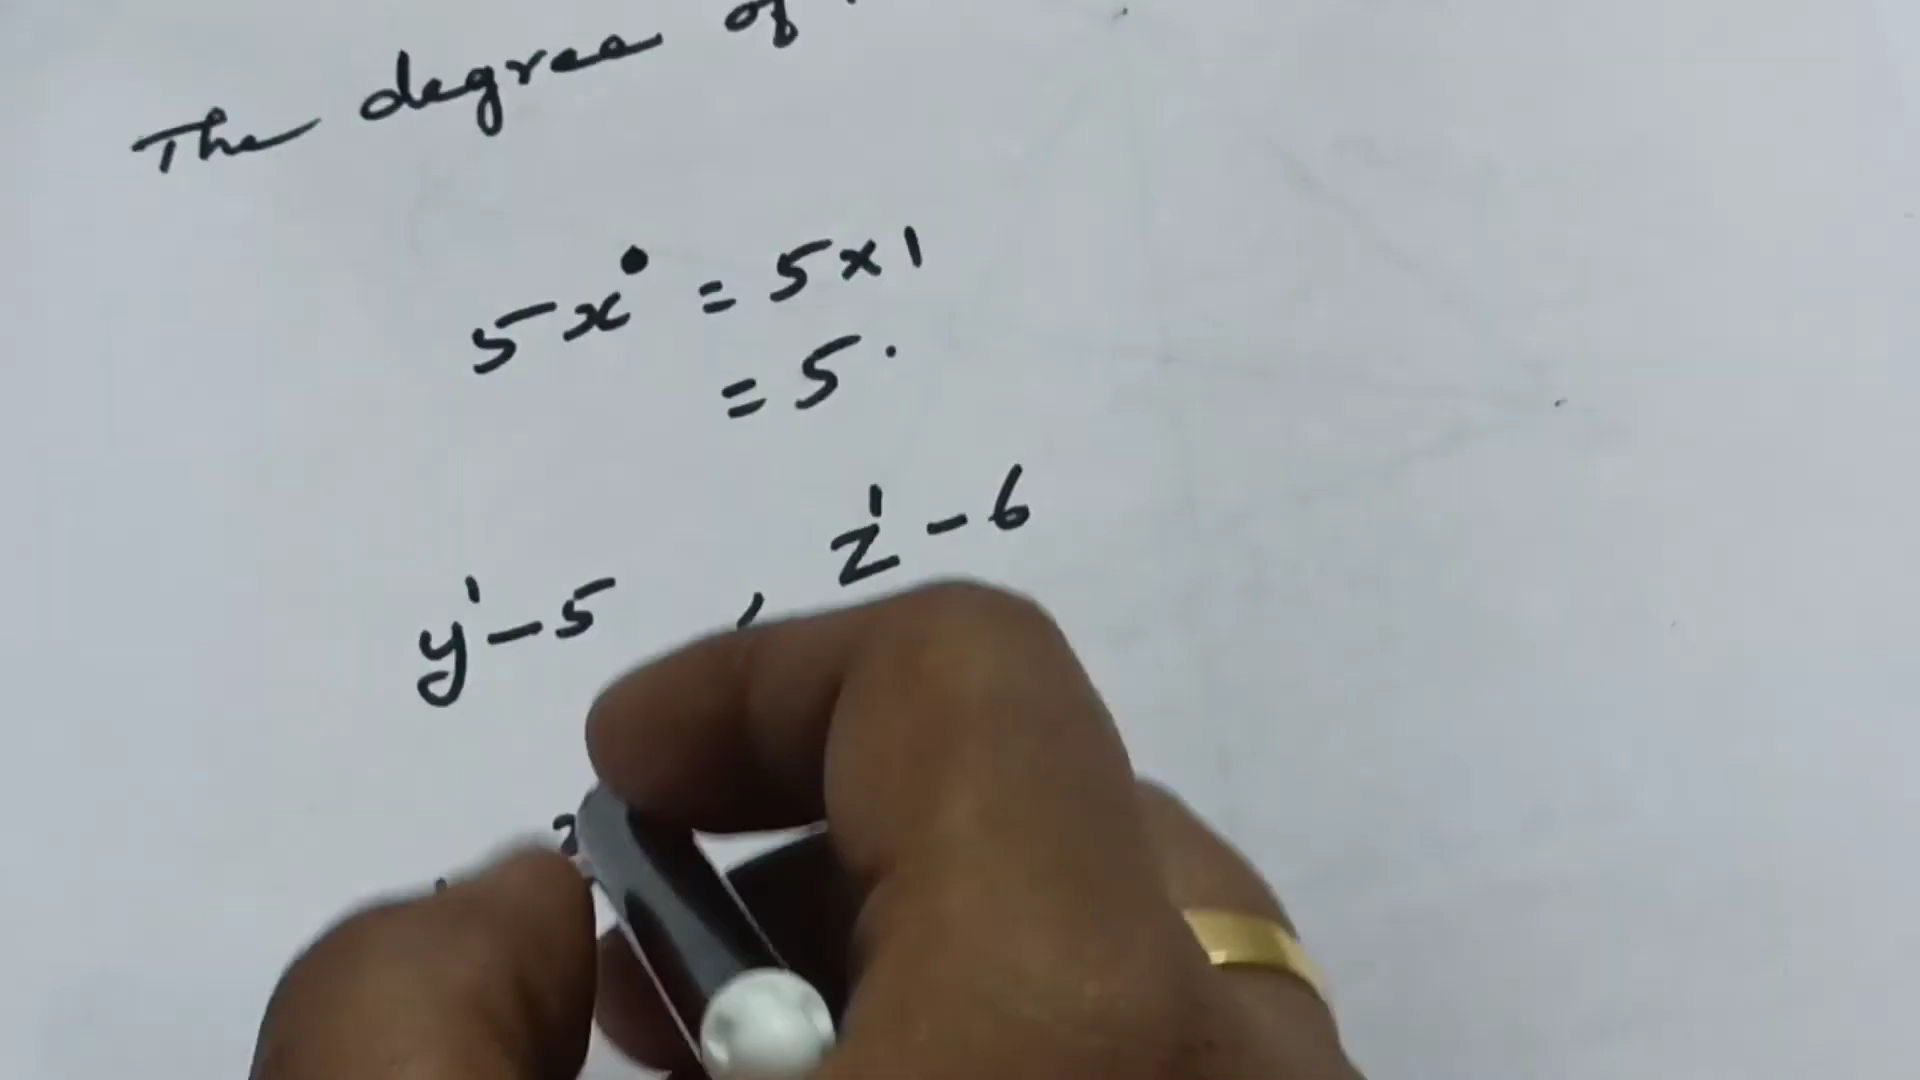 The degree of
5x⁰ = 5 × 1
= 5.
y¹ - 5 , z¹ - 6